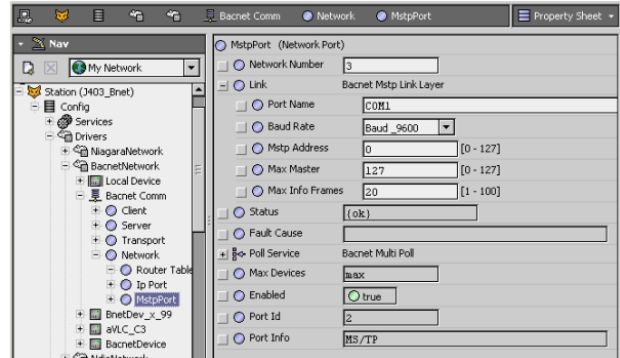 Bacnet Comm Network MstpPort Property Sheet
Nav
My Network
Station (J403_Bnet)
Config
Services
Drivers
NiagaraNetwork
BacnetNetwork
Local Device
Bacnet Comm
Client
Server
Transport
Network
Router Table
Ip Port
MstpPort
BnetDev_x_99
aVLC_C3
BacnetDevice
NdioNetwork
MstpPort (Network Port)
Network Number 3
Link Bacnet Mstp Link Layer
Port Name COM1
Baud Rate Baud _9600
Mstp Address 0 [0 - 127]
Max Master 127 [0 - 127]
Max Info Frames 20 [1 - 100]
Status {ok}
Fault Cause
Poll Service Bacnet Multi Poll
Max Devices max
Enabled true
Port Id 2
Port Info MS/TP